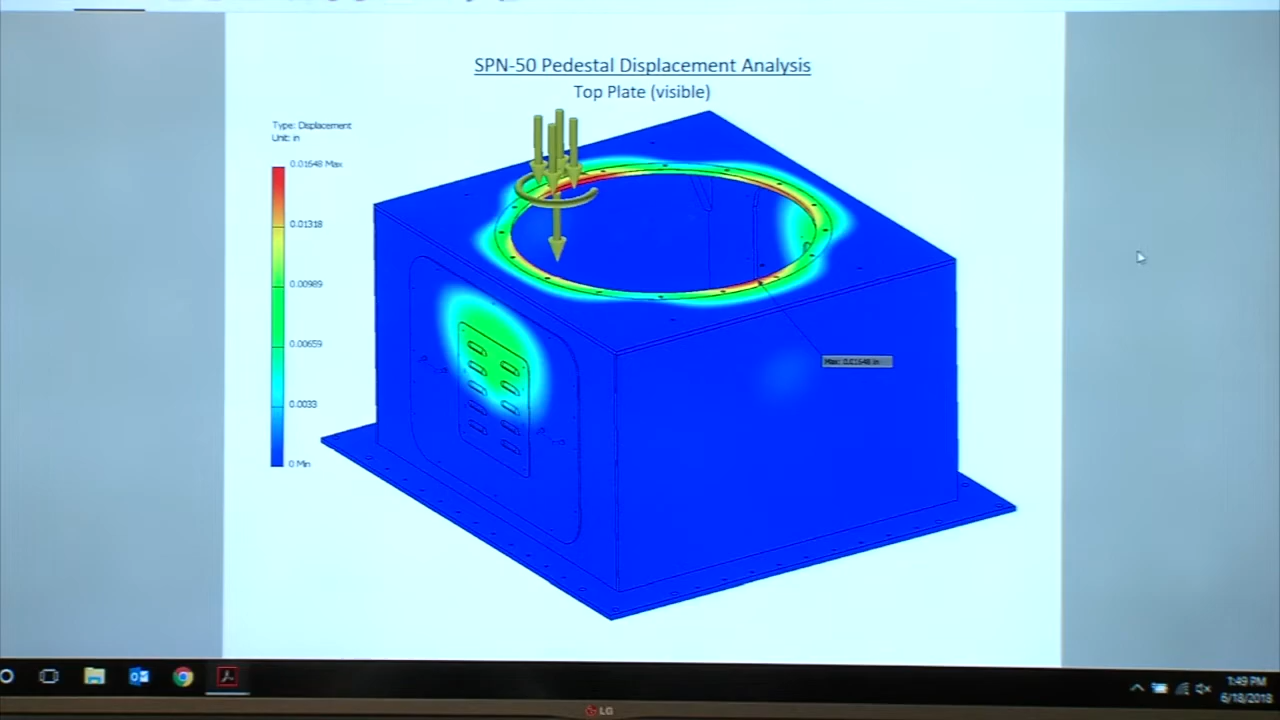 SPN-50 Pedestal Displacement Analysis
Top Plate (visible)
Type: Displacement
Unit: in
0.01648 Max
0.01318
0.00989
0.00659
0.0033
0 Min
Max: 0.01648 in
1:49 PM
6/18/2018
LG